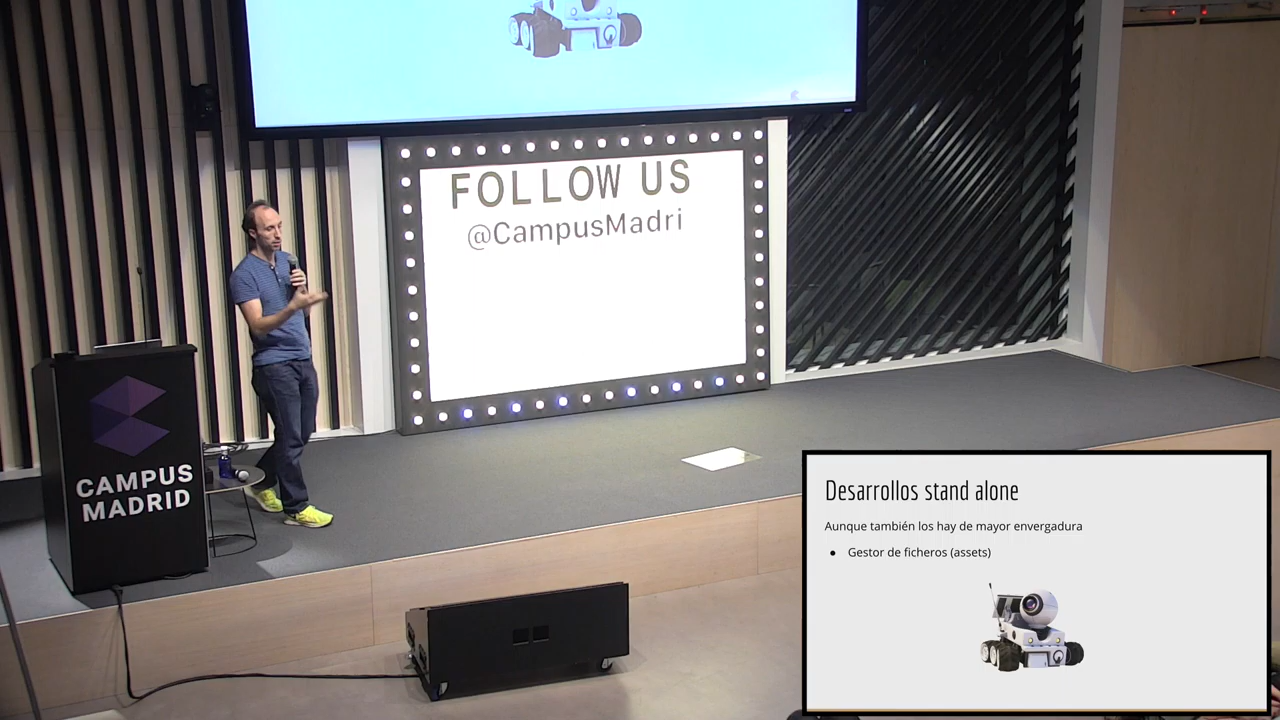 FOLLOW US
@CampusMadri
CAMPUS
MADRID
Desarrollos stand alone
Aunque también los hay de mayor envergadura
● Gestor de ficheros (assets)